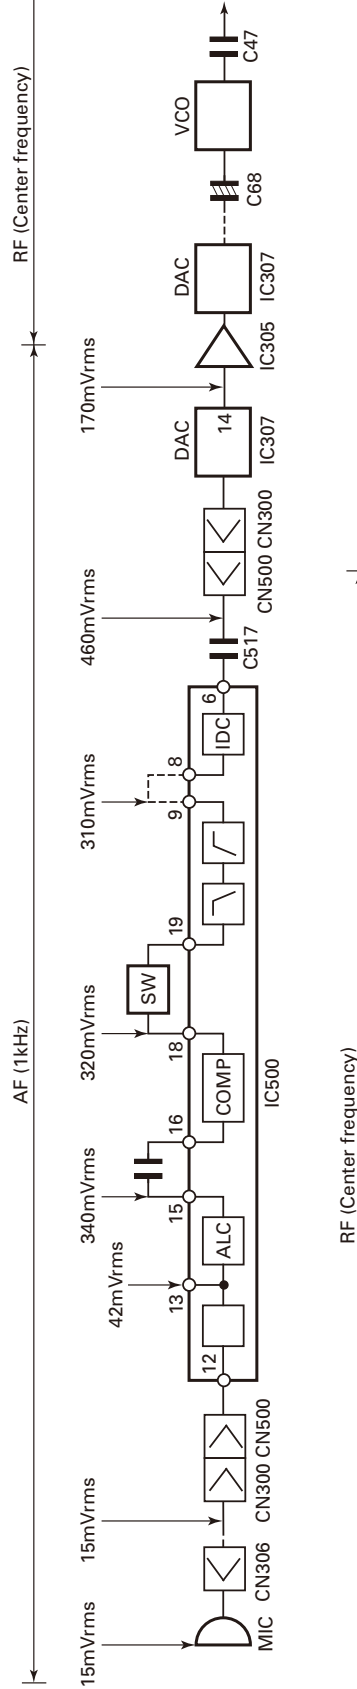 AF (1kHz)
RF (Center frequency)
15mVrms
15mVrms
42mVrms
340mVrms
320mVrms
310mVrms
460mVrms
170mVrms
MIC
CN306
CN300 CN500
12
13
ALC
15
16
COMP
18
SW
19
9
8
IDC
6
IC500
C517
CN500 CN300
DAC
14
IC307
IC305
DAC
IC307
C68
VCO
C47
RF (Center frequency)